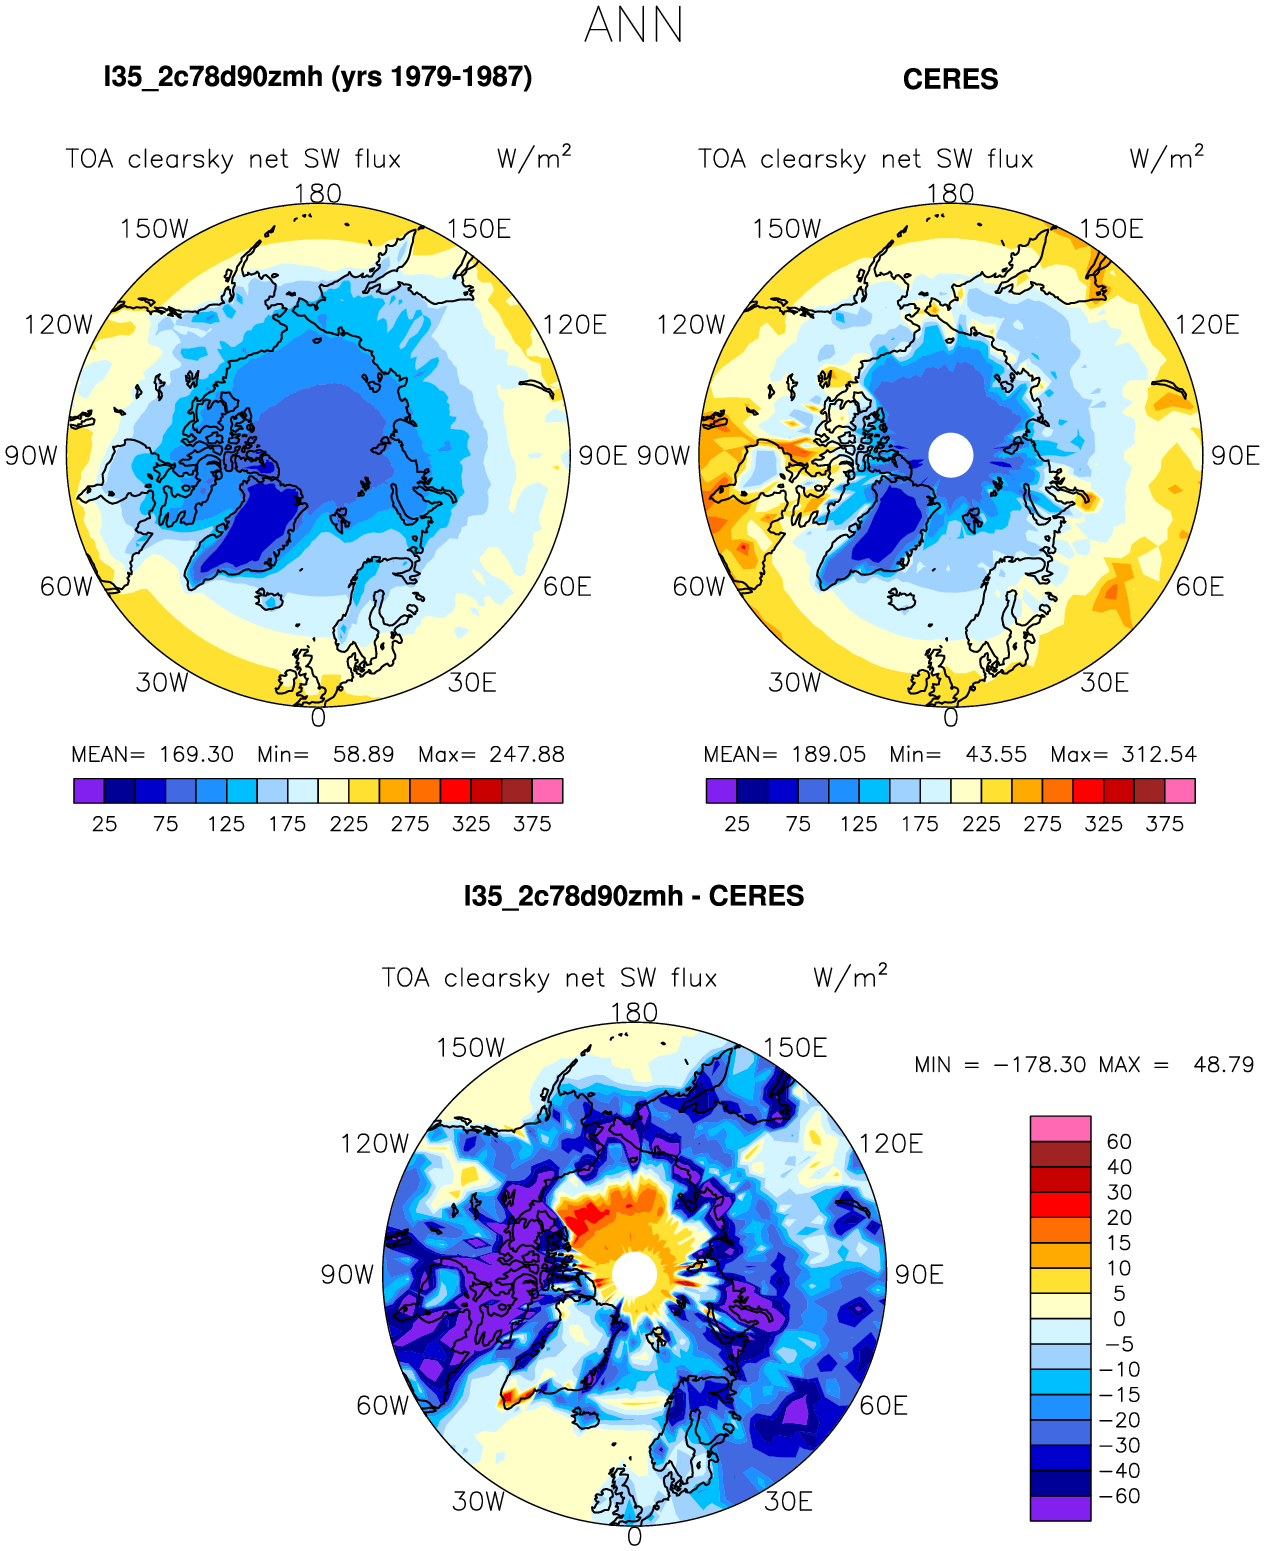 ANN
l35_2c78d90zmh (yrs 1979-1987)
CERES
TOA clearsky net SW flux W/m²
TOA clearsky net SW flux W/m²
180
150W 150E
120W 120E
90W 90E
60W 60E
30W 30E
0
180
150W 150E
120W 120E
90W 90E
60W 60E
30W 30E
0
MEAN= 169.30 Min= 58.89 Max= 247.88
25 75 125 175 225 275 325 375
MEAN= 189.05 Min= 43.55 Max= 312.54
25 75 125 175 225 275 325 375
l35_2c78d90zmh - CERES
TOA clearsky net SW flux W/m²
180
150W 150E
120W 120E
90W 90E
60W 60E
30W 30E
0
MIN = −178.30 MAX = 48.79
60
40
30
20
15
10
5
0
−5
−10
−15
−20
−30
−40
−60